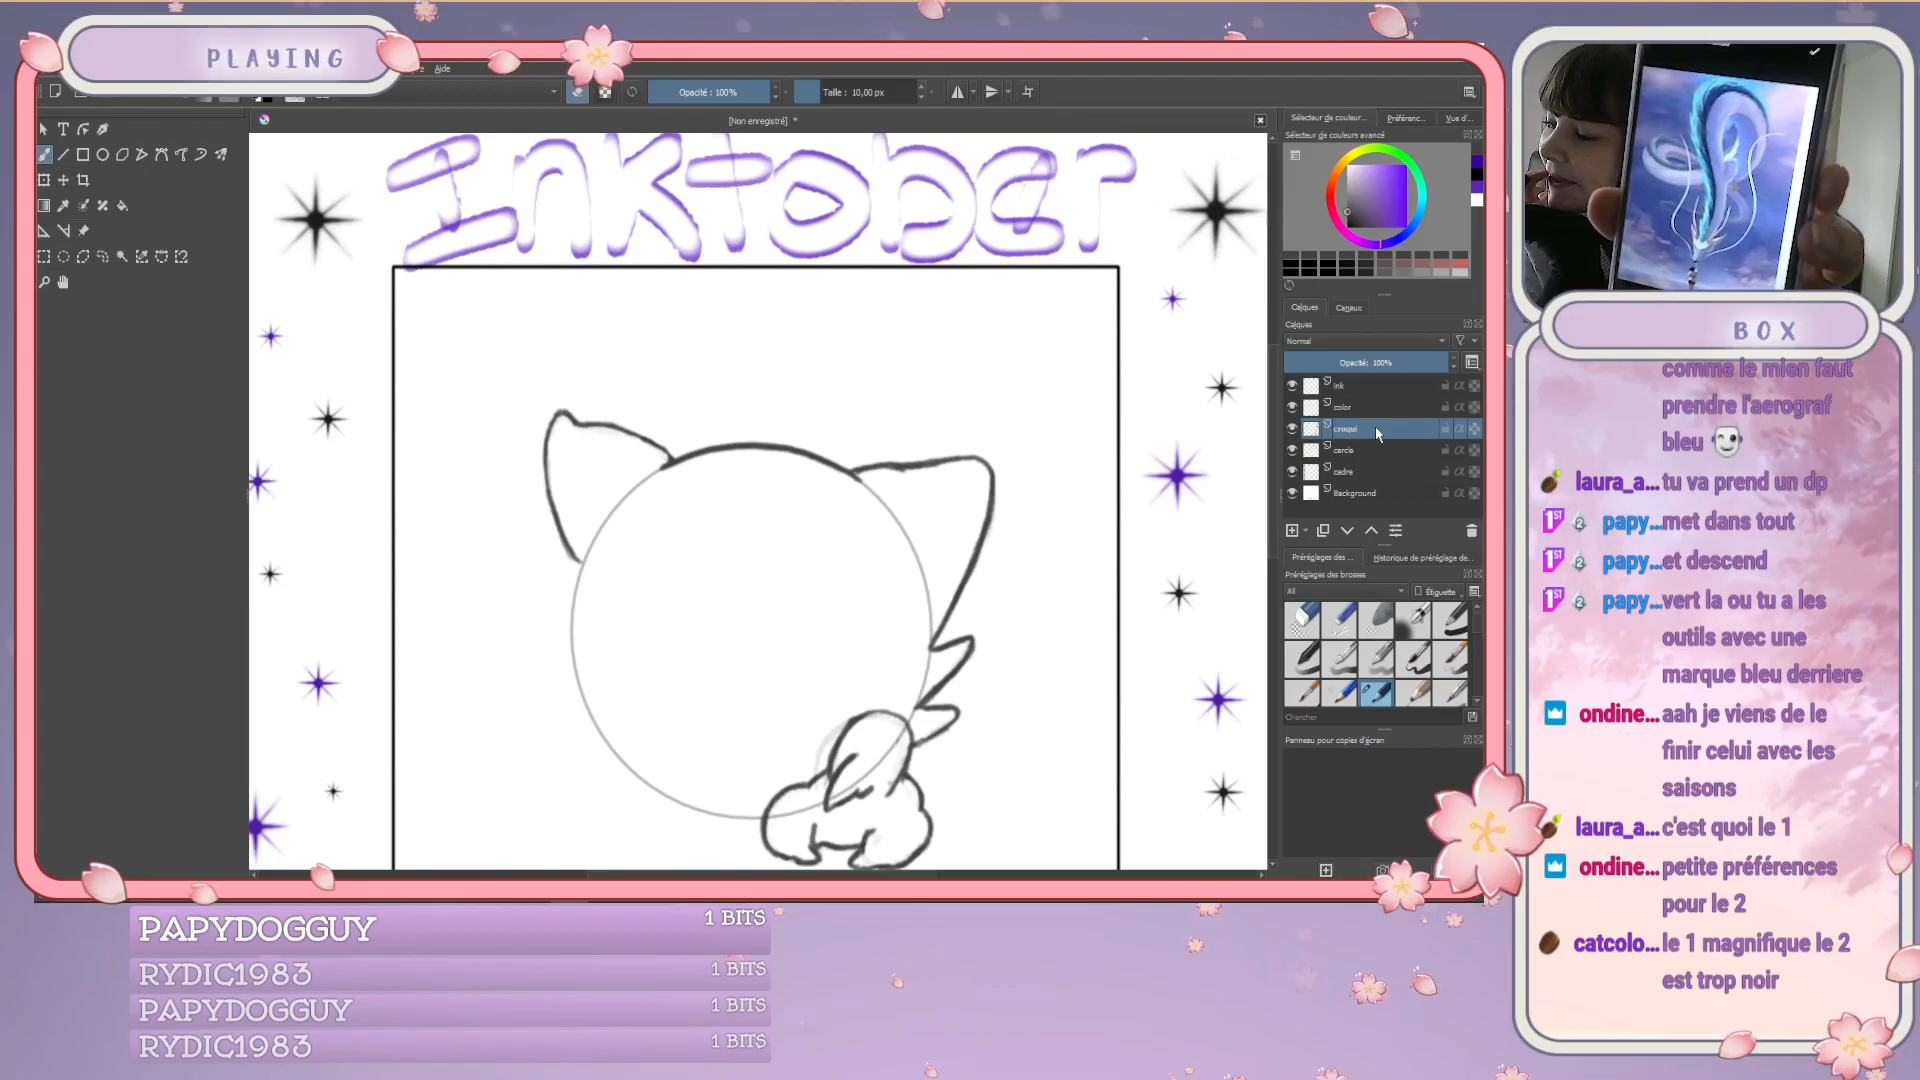 PLAYING
Aide
Opacité : 100%
Taille : 10,00 px
[Non enregistré] *
Inktober
Sélecteur de couleur...
Préférenc...
Vue d'...
Sélecteur de couleurs avancé
Calques
Canaux
Calques
Normal
Opacité: 100%
ink
color
croqui
cercle
cadre
Background
Préréglages des ...
Historique de préréglage de...
Préréglages des brosses
All
Étiquette
Chercher
Panneau pour copies d'écran
BOX
comme le mien faut
prendre l'aerograf
bleu
laura_a... tu va prend un dp
papy... met dans tout
papy... et descend
papy... vert la ou tu a les
outils avec une
marque bleu derriere
ondine... aah je viens de le
finir celui avec les
saisons
laura_a... c'est quoi le 1
ondine... petite préférences
pour le 2
catcolo... le 1 magnifique le 2
est trop noir
PAPYDOGGUY 1 BITS
RYDIC1983 1 BITS
PAPYDOGGUY 1 BITS
RYDIC1983 1 BITS